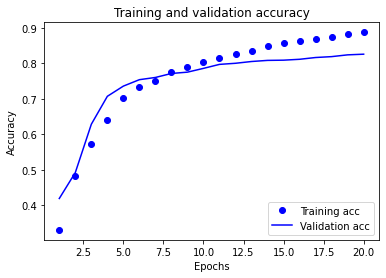 Training and validation accuracy
Accuracy
0.9
0.8
0.7
0.6
0.5
0.4
Training acc
Validation acc
2.5 5.0 7.5 10.0 12.5 15.0 17.5 20.0
Epochs